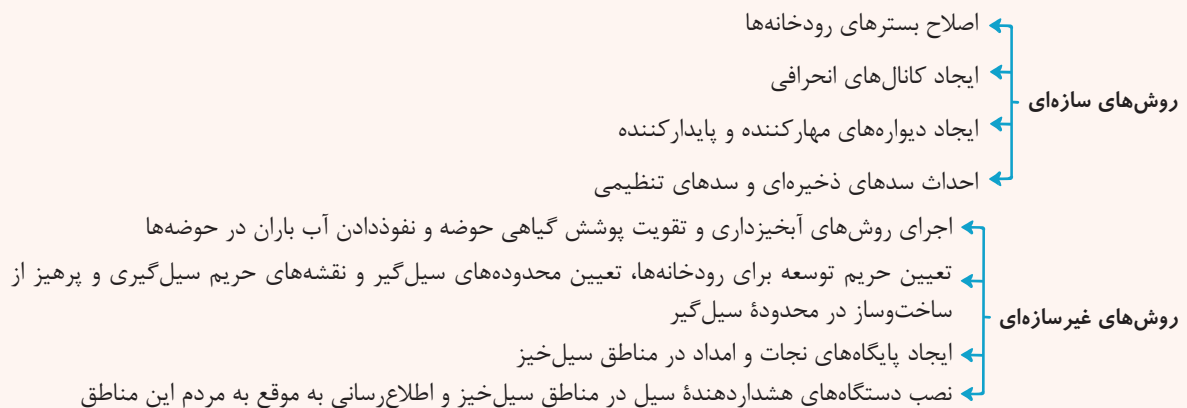 روش‌های سازه‌ای
اصلاح بسترهای رودخانه‌ها
ایجاد کانال‌های انحرافی
ایجاد دیواره‌های مهارکننده و پایدارکننده
احداث سدهای ذخیره‌ای و سدهای تنظیمی
روش‌های غیرسازه‌ای
اجرای روش‌های آبخیزداری و تقویت پوشش گیاهی حوضه و نفوذدادن آب باران در حوضه‌ها
تعیین حریم توسعه برای رودخانه‌ها، تعیین محدوده‌های سیل‌گیر و نقشه‌های حریم سیل‌گیری و پرهیز از
ساخت‌وساز در محدودهٔ سیل‌گیر
ایجاد پایگاه‌های نجات و امداد در مناطق سیل‌خیز
نصب دستگاه‌های هشداردهندهٔ سیل در مناطق سیل‌خیز و اطلاع‌رسانی به موقع به مردم این مناطق